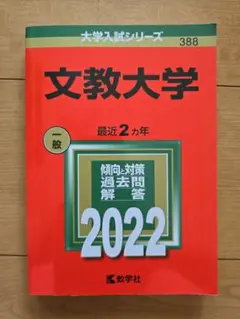 大学入試シリーズ
388
文教大学
一般
最近2カ年
傾向と対策
過去問
解答
2022
教学社